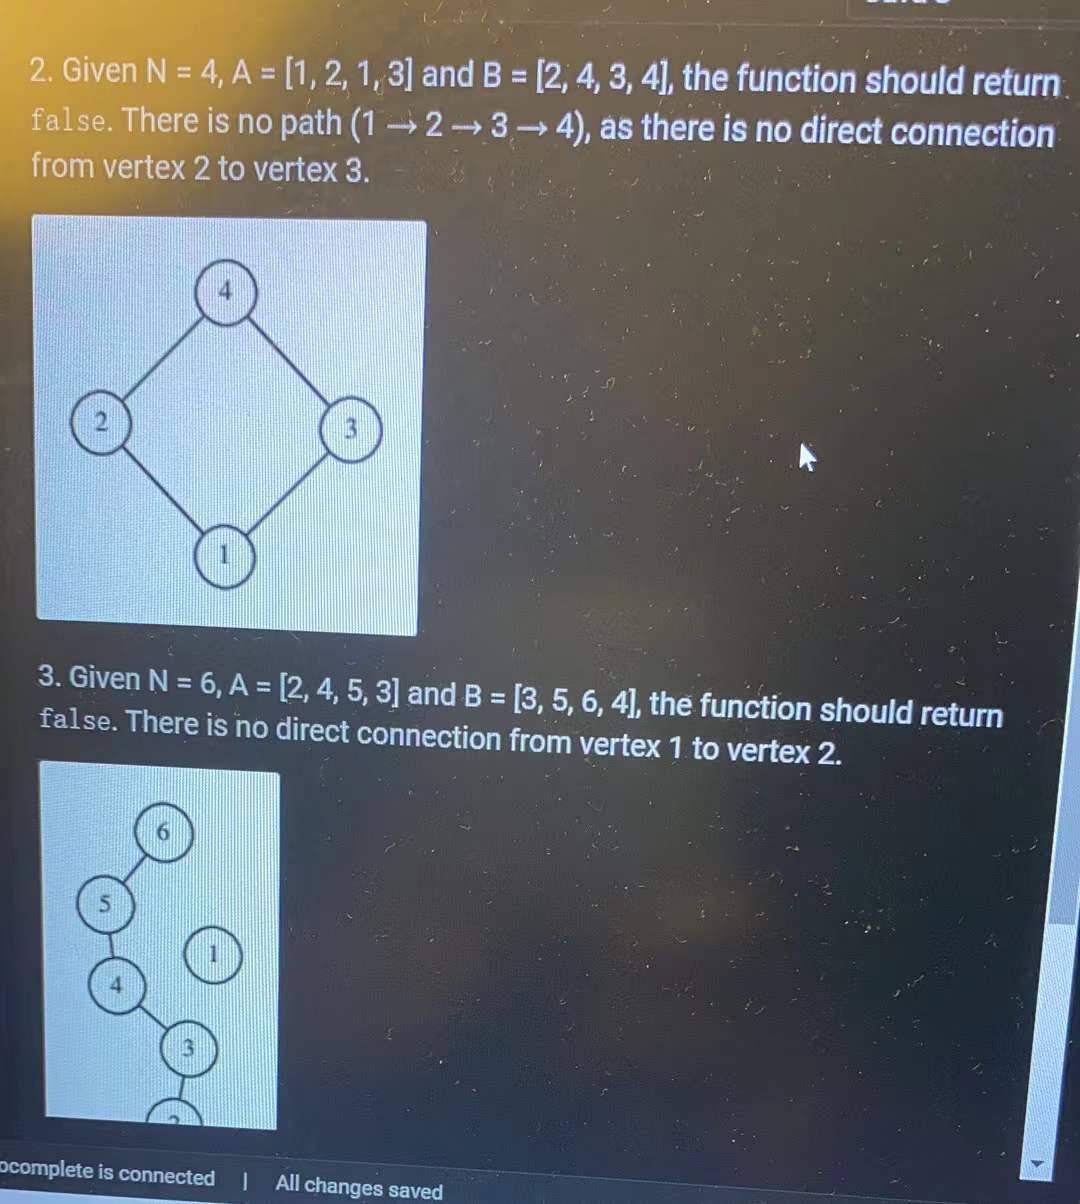 2. Given N = 4, A = [1, 2, 1, 3] and B = [2, 4, 3, 4], the function should return
false. There is no path (1 → 2 → 3 → 4), as there is no direct connection
from vertex 2 to vertex 3.
4
2
3
1
3. Given N = 6, A = [2, 4, 5, 3] and B = [3, 5, 6, 4], the function should return
false. There is no direct connection from vertex 1 to vertex 2.
6
5
1
4
3
ocomplete is connected | All changes saved